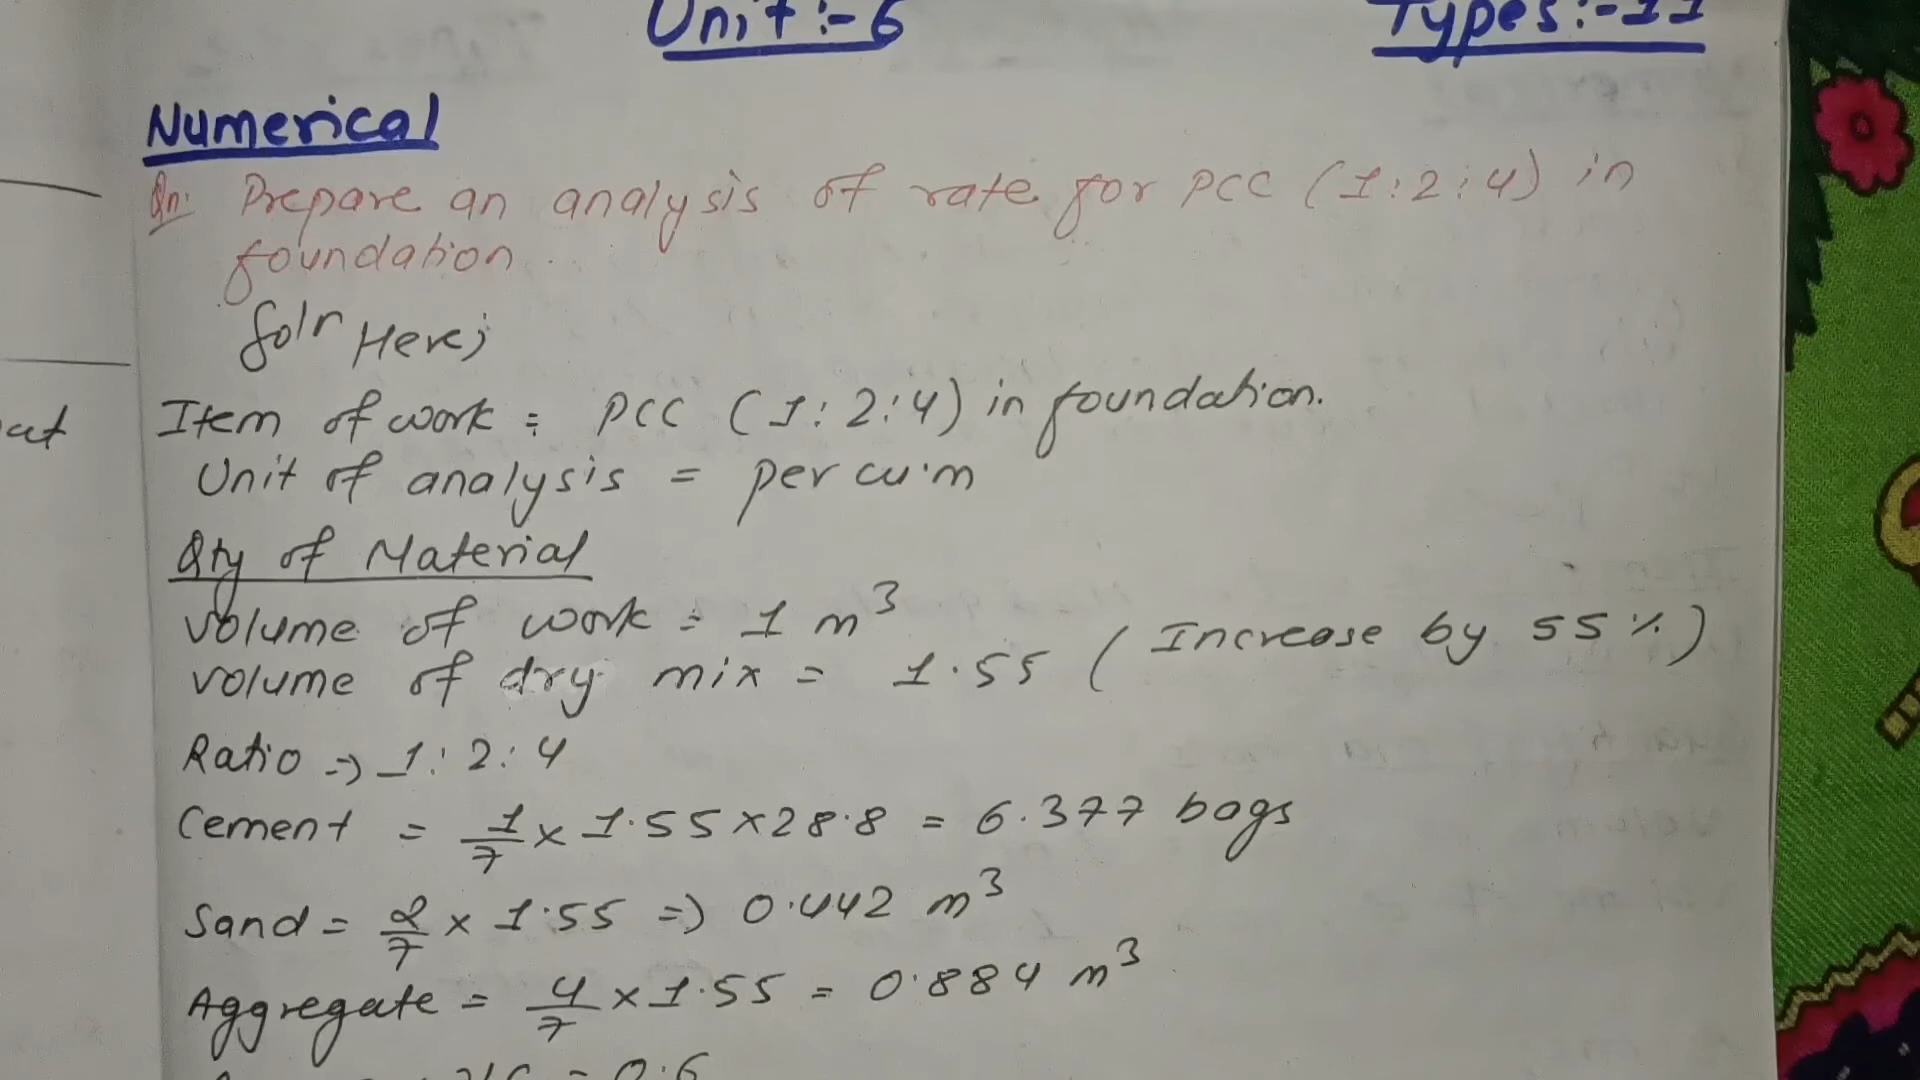 Unit :- 6
Types :- 11
Numerical
Qn: Prepare an analysis of rate for PCC (1:2:4) in
foundation.
Soln Here;
Item of work = PCC (1:2:4) in foundation.
Unit of analysis = per cu.m
Qty of Material
volume of work = 1 m³
volume of dry mix = 1.55 (Increase by 55%)
Ratio => 1:2:4
Cement = 1/7 x 1.55 x 28.8 = 6.377 bags
Sand = 2/7 x 1.55 => 0.442 m³
Aggregate = 4/7 x 1.55 = 0.884 m³
= 0.6